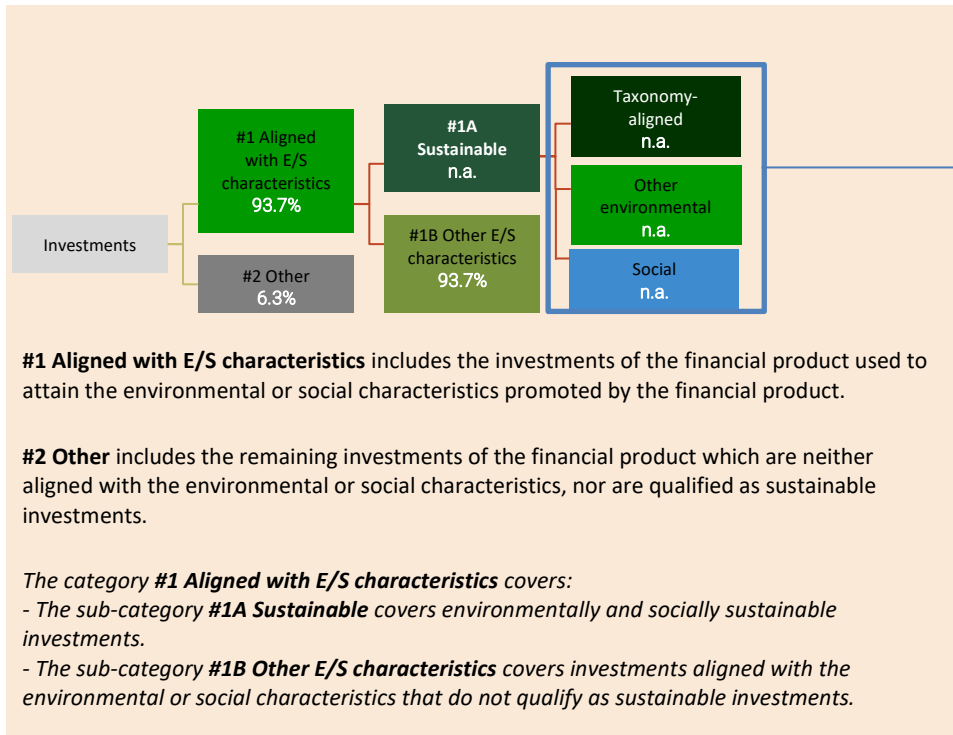 Investments
#1 Aligned
with E/S
characteristics
93.7%
#2 Other
6.3%
#1A
Sustainable
n.a.
#1B Other E/S
characteristics
93.7%
Taxonomy-
aligned
n.a.
Other
environmental
n.a.
Social
n.a.
#1 Aligned with E/S characteristics includes the investments of the financial product used to
attain the environmental or social characteristics promoted by the financial product.
#2 Other includes the remaining investments of the financial product which are neither
aligned with the environmental or social characteristics, nor are qualified as sustainable
investments.
The category #1 Aligned with E/S characteristics covers:
- The sub-category #1A Sustainable covers environmentally and socially sustainable
investments.
- The sub-category #1B Other E/S characteristics covers investments aligned with the
environmental or social characteristics that do not qualify as sustainable investments.